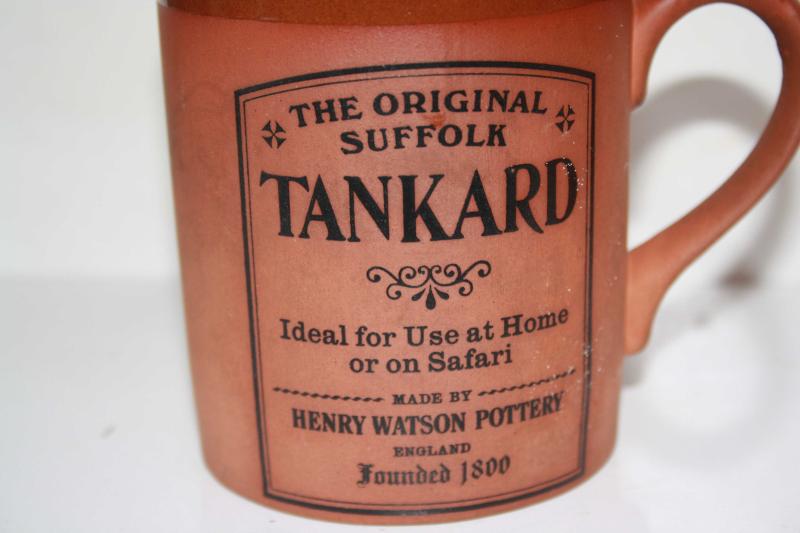 THE ORIGINAL
SUFFOLK
TANKARD
Ideal for Use at Home
or on Safari
MADE BY
HENRY WATSON POTTERY
ENGLAND
Founded 1800